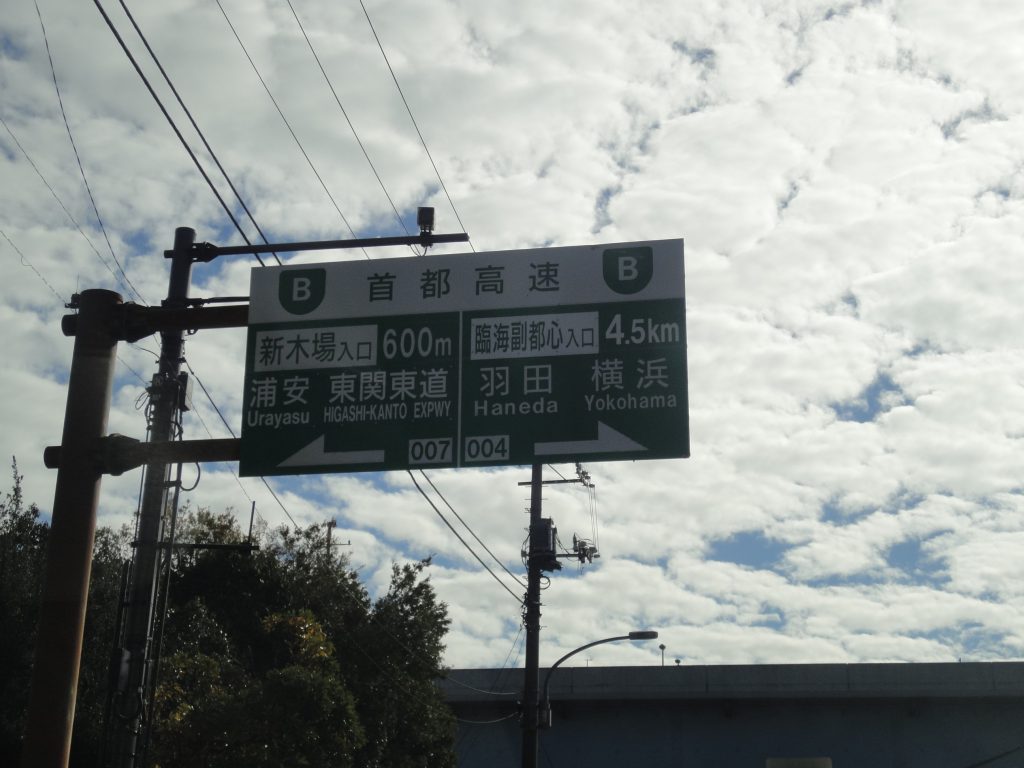 B 首都高速 B
新木場入口 600m
浦安 東関東道
Urayasu HIGASHI-KANTO EXPWY
007
臨海副都心入口 4.5km
羽田 横浜
Haneda Yokohama
004